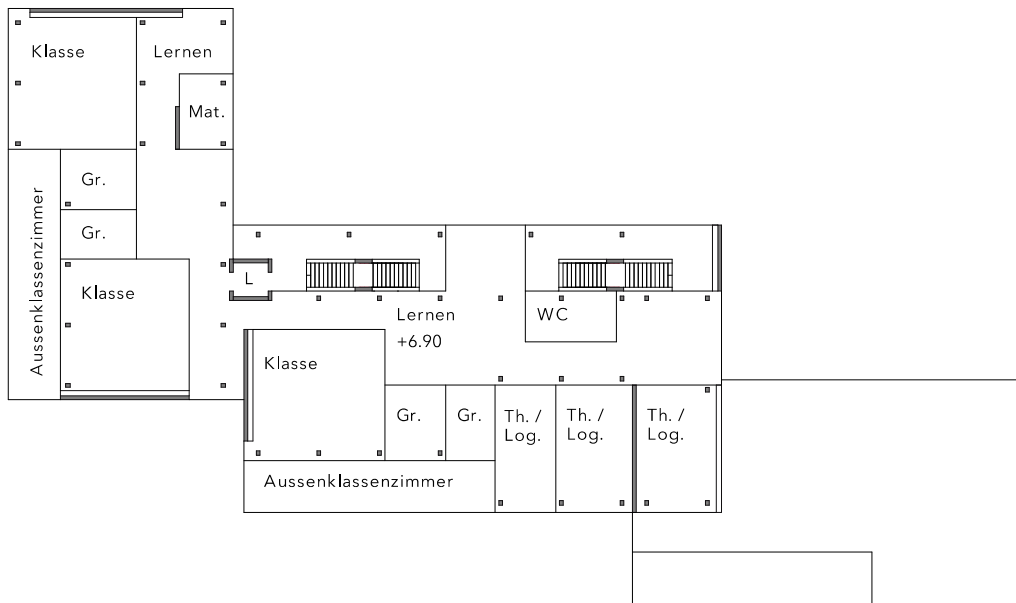 Klasse
Lernen
Mat.
Gr.
Aussenklassenzimmer
Gr.
L
Klasse
Lernen
+6.90
WC
Klasse
Gr.
Gr.
Th. /
Log.
Th. /
Log.
Th. /
Log.
Aussenklassenzimmer